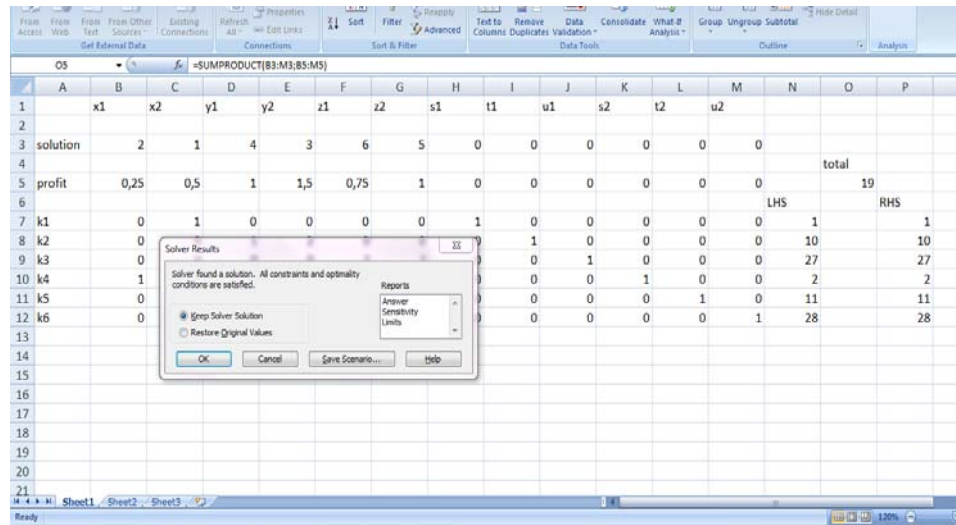 Properties
Reapply
Hide Detail
From From From From Other Existing Refresh Edit Links Sort Filter Advanced Text to Remove Data Consolidate What-If Group Ungroup Subtotal
Access Web Text Sources Connections All Columns Duplicates Validation Analysis
Get External Data Connections Sort & Filter Data Tools Outline Analysis
O5 fx =SUMPRODUCT(B3:M3;B5:M5)
A B C D E F G H I J K L M N O P
1 x1 x2 y1 y2 z1 z2 s1 t1 u1 s2 t2 u2
2
3 solution 2 1 4 3 6 5 0 0 0 0 0 0
4 total
5 profit 0,25 0,5 1 1,5 0,75 1 0 0 0 0 0 0 19
6 LHS RHS
7 k1 0 1 0 0 0 0 1 0 0 0 0 0 1 1
8 k2 0 1 0 0 0 0 10 10
9 k3 0 0 1 0 0 0 27 27
10 k4 1 0 0 1 0 0 2 2
11 k5 0 0 0 0 1 0 11 11
12 k6 0 0 0 0 0 1 28 28
13
14
15
16
17
18
19
20
21
Solver Results
Solver found a solution. All constraints and optimality
conditions are satisfied.
Reports
Answer
Sensitivity
Limits
Keep Solver Solution
Restore Original Values
OK Cancel Save Scenario... Help
Sheet1 Sheet2 Sheet3
Ready 120%